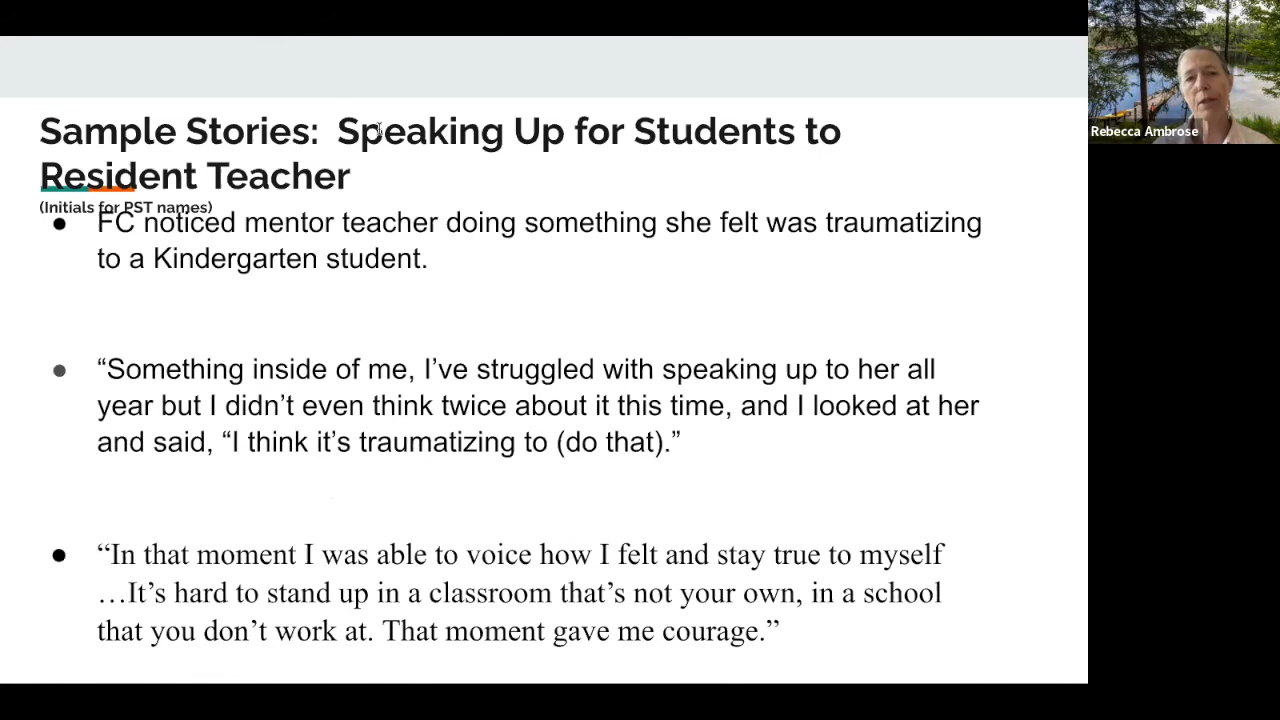 Sample Stories:  Speaking Up for Students to
Resident Teacher
(Initials for PST names)
● FC noticed mentor teacher doing something she felt was traumatizing
to a Kindergarten student.
● “Something inside of me, I’ve struggled with speaking up to her all
year but I didn’t even think twice about it this time, and I looked at her
and said, “I think it’s traumatizing to (do that).”
● “In that moment I was able to voice how I felt and stay true to myself
…It’s hard to stand up in a classroom that’s not your own, in a school
that you don’t work at. That moment gave me courage.”
Rebecca Ambrose